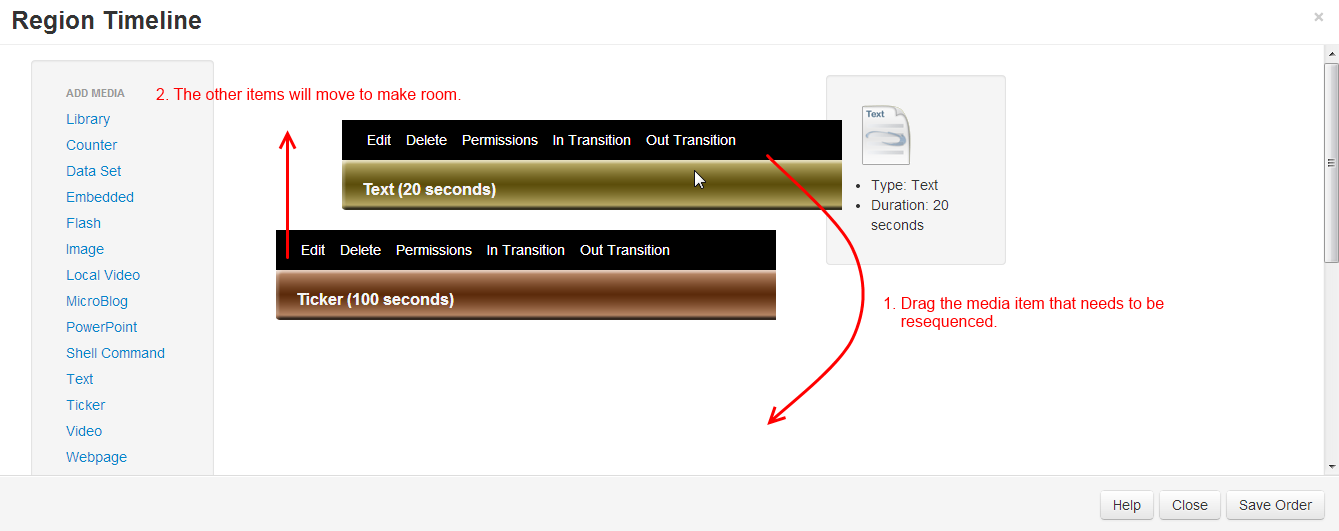 Region Timeline
×
ADD MEDIA
Library
Counter
Data Set
Embedded
Flash
Image
Local Video
MicroBlog
PowerPoint
Shell Command
Text
Ticker
Video
Webpage
2. The other items will move to make room.
Edit Delete Permissions In Transition Out Transition
Text (20 seconds)
Edit Delete Permissions In Transition Out Transition
Ticker (100 seconds)
Text
• Type: Text
• Duration: 20
seconds
1. Drag the media item that needs to be
resequenced.
Help Close Save Order